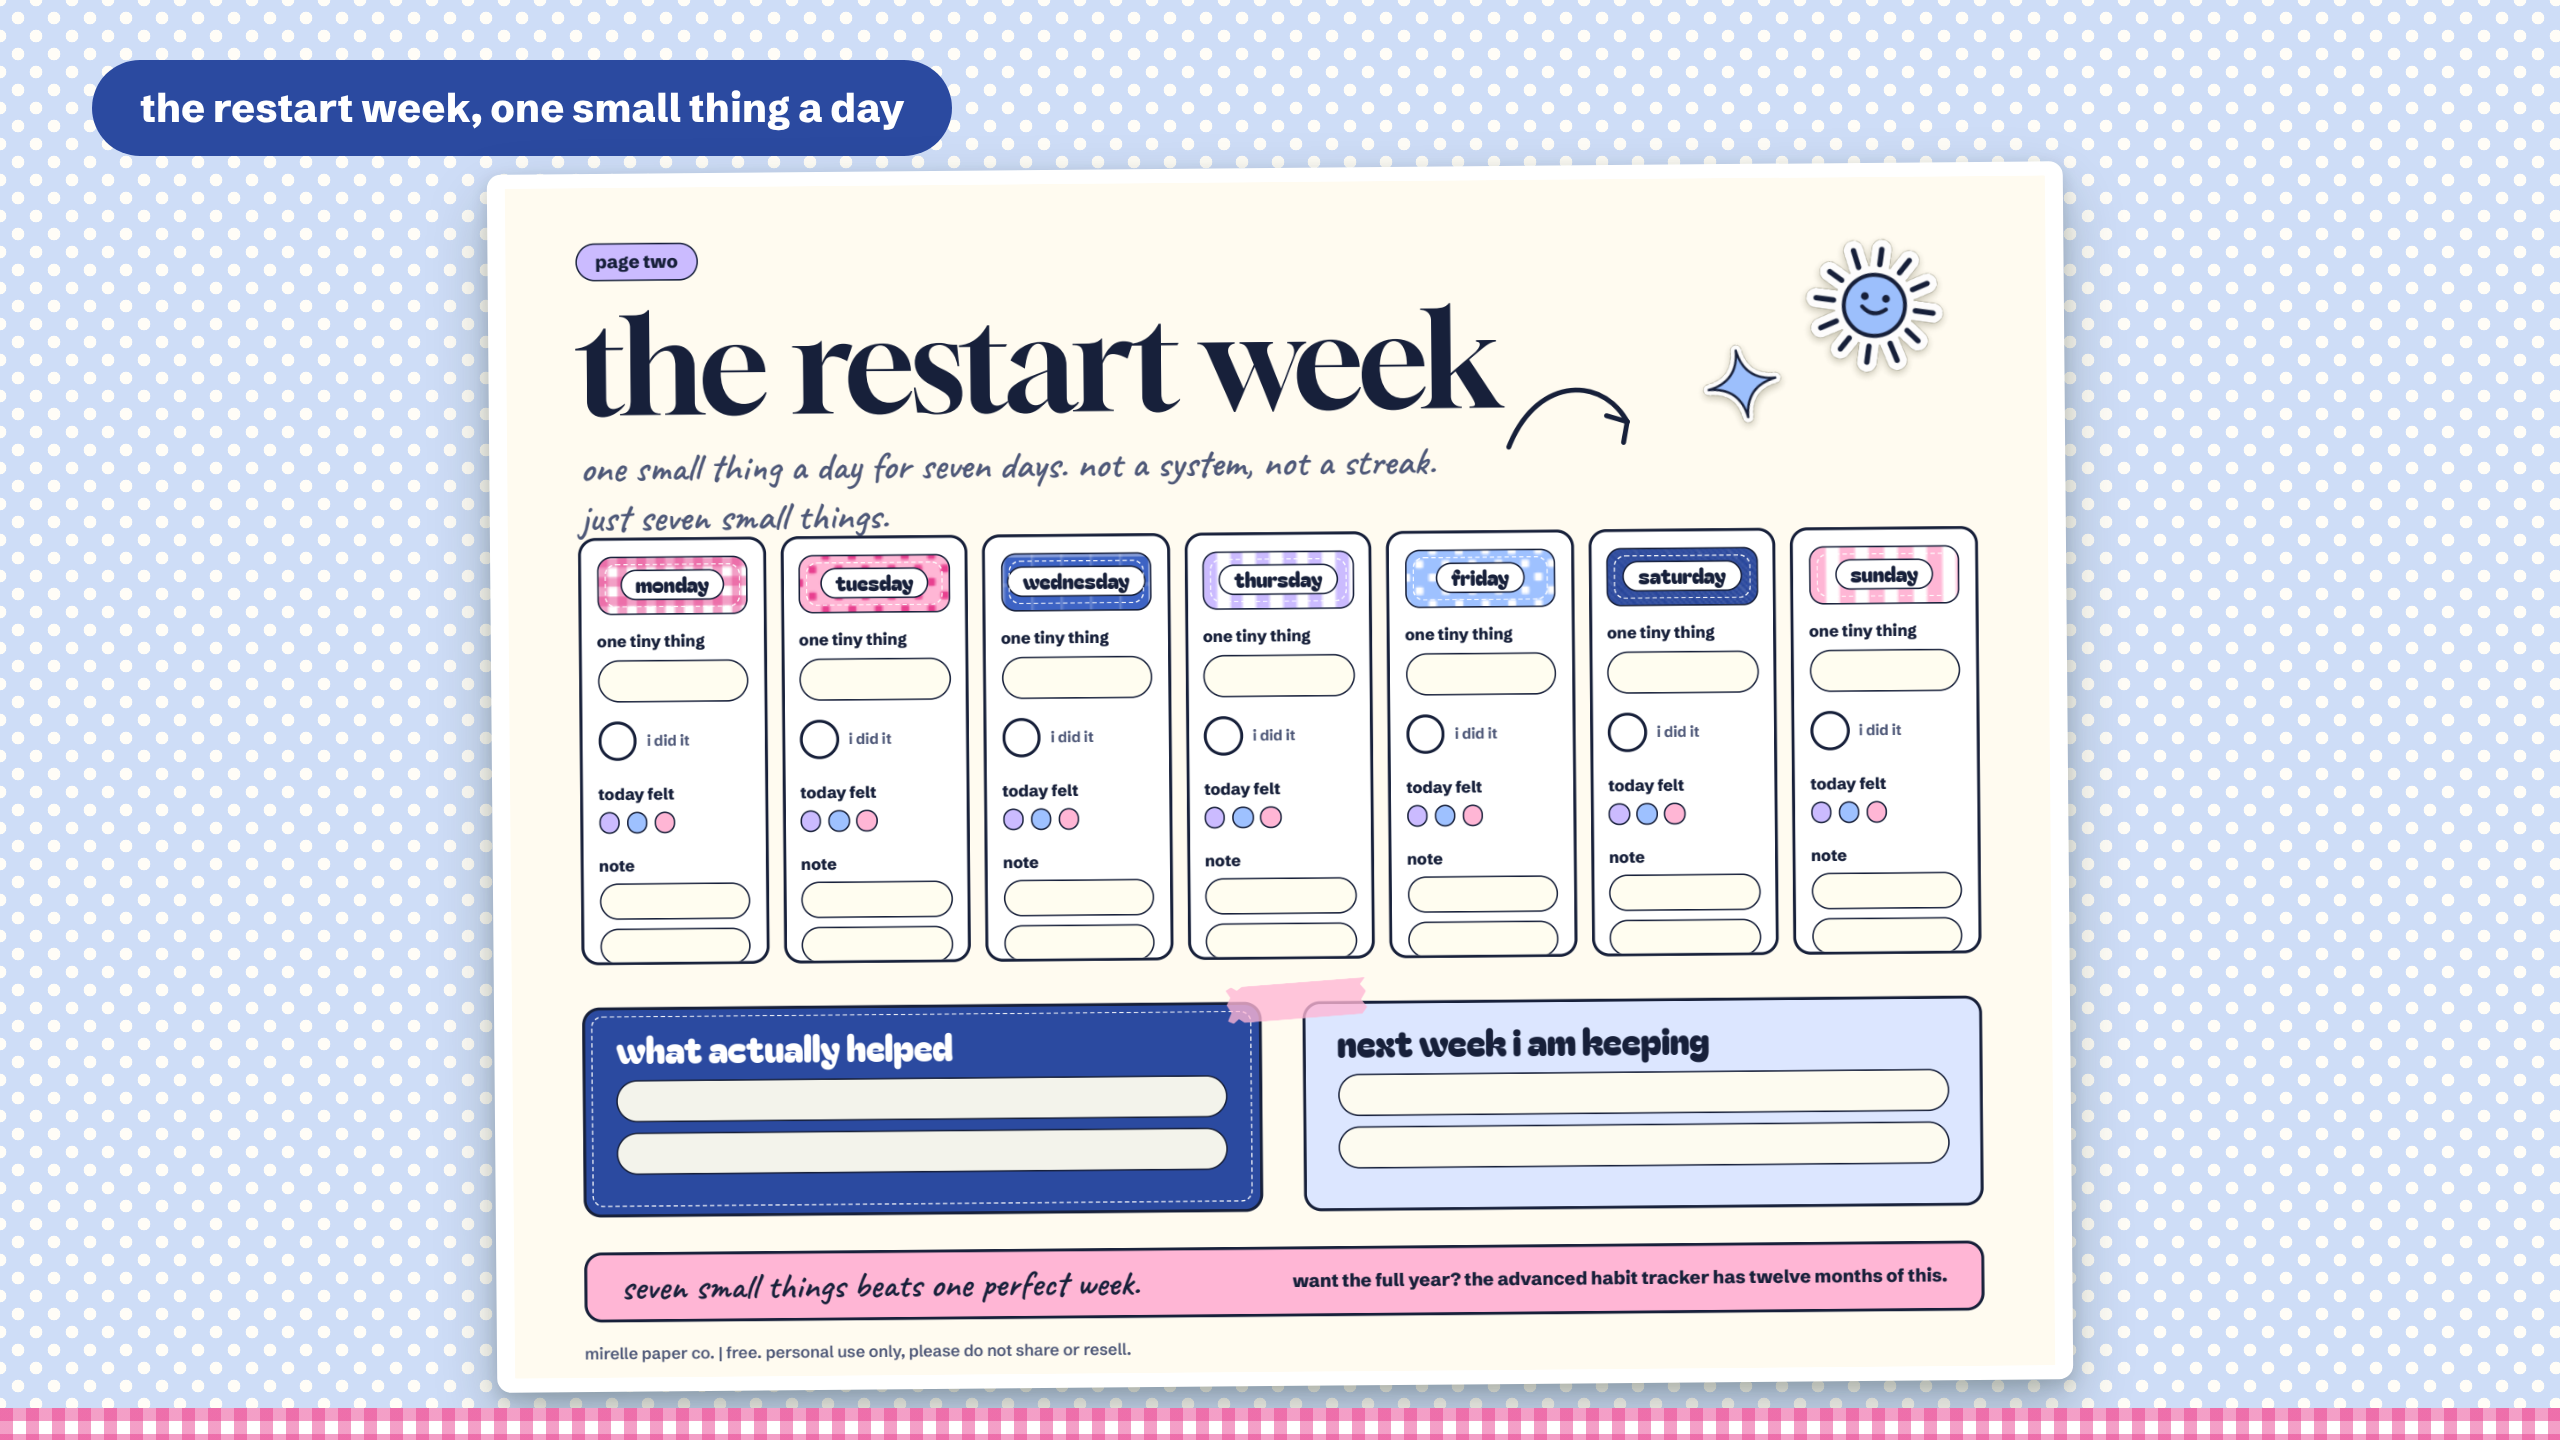 the restart week, one small thing a day
page two
the restart week
one small thing a day for seven days. not a system, not a streak.
just seven small things.
monday
tuesday
wednesday
thursday
friday
saturday
sunday
one tiny thing
one tiny thing
one tiny thing
one tiny thing
one tiny thing
one tiny thing
one tiny thing
i did it
i did it
i did it
i did it
i did it
i did it
i did it
today felt
today felt
today felt
today felt
today felt
today felt
today felt
note
note
note
note
note
note
note
what actually helped
next week i am keeping
seven small things beats one perfect week.
want the full year? the advanced habit tracker has twelve months of this.
mirelle paper co. | free. personal use only, please do not share or resell.